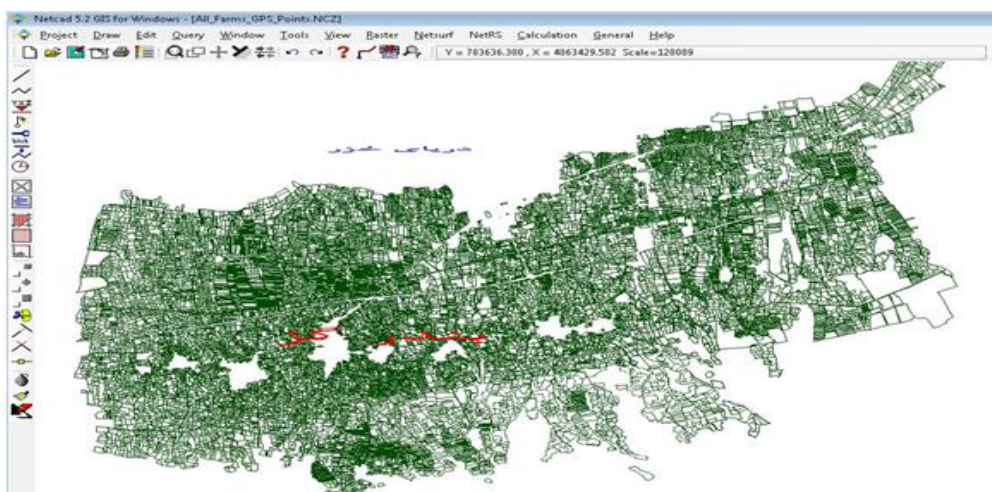 Netcad 5.2 GIS for Windows - [All_Farms_GPS_Points.NCZ]
Project Draw Edit Query Window Tools View Raster Netsurf NetRS Calculation General Help
Y = 783636.300 , X = 4063429.502 Scale=128089
دریای خزر